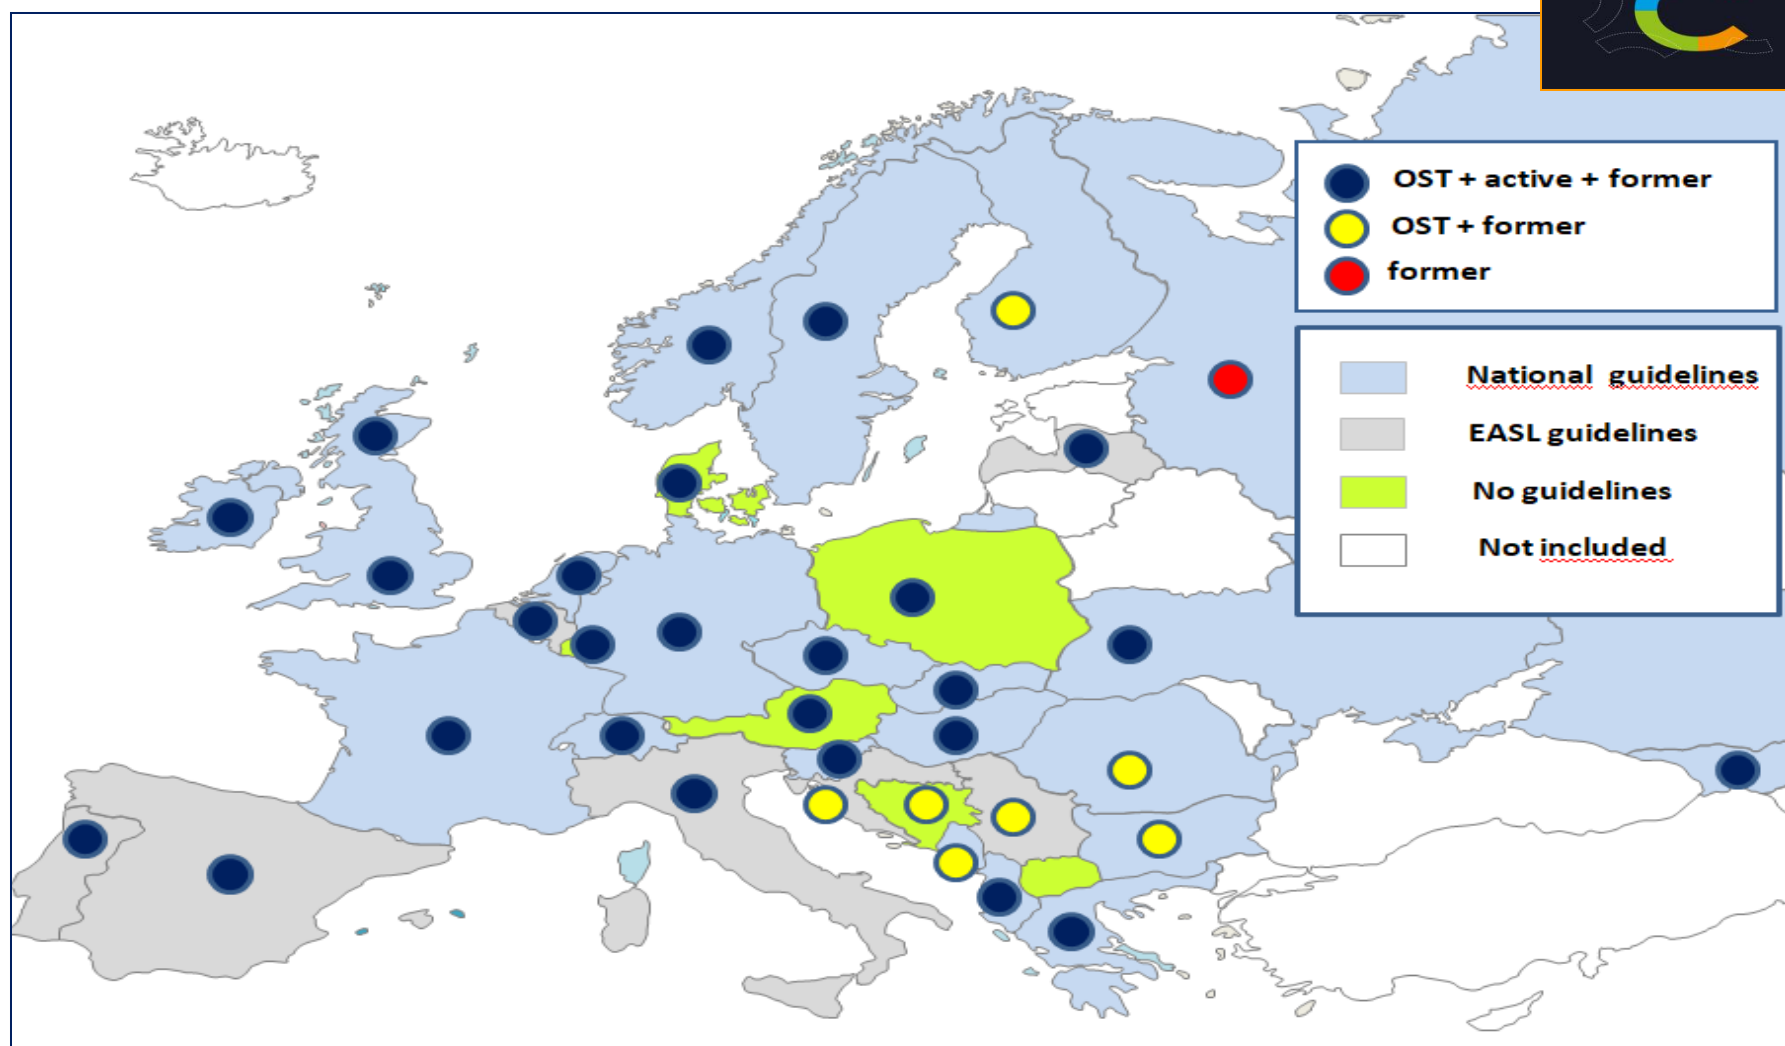 OST + active + former
OST + former
former
National guidelines
EASL guidelines
No guidelines
Not included